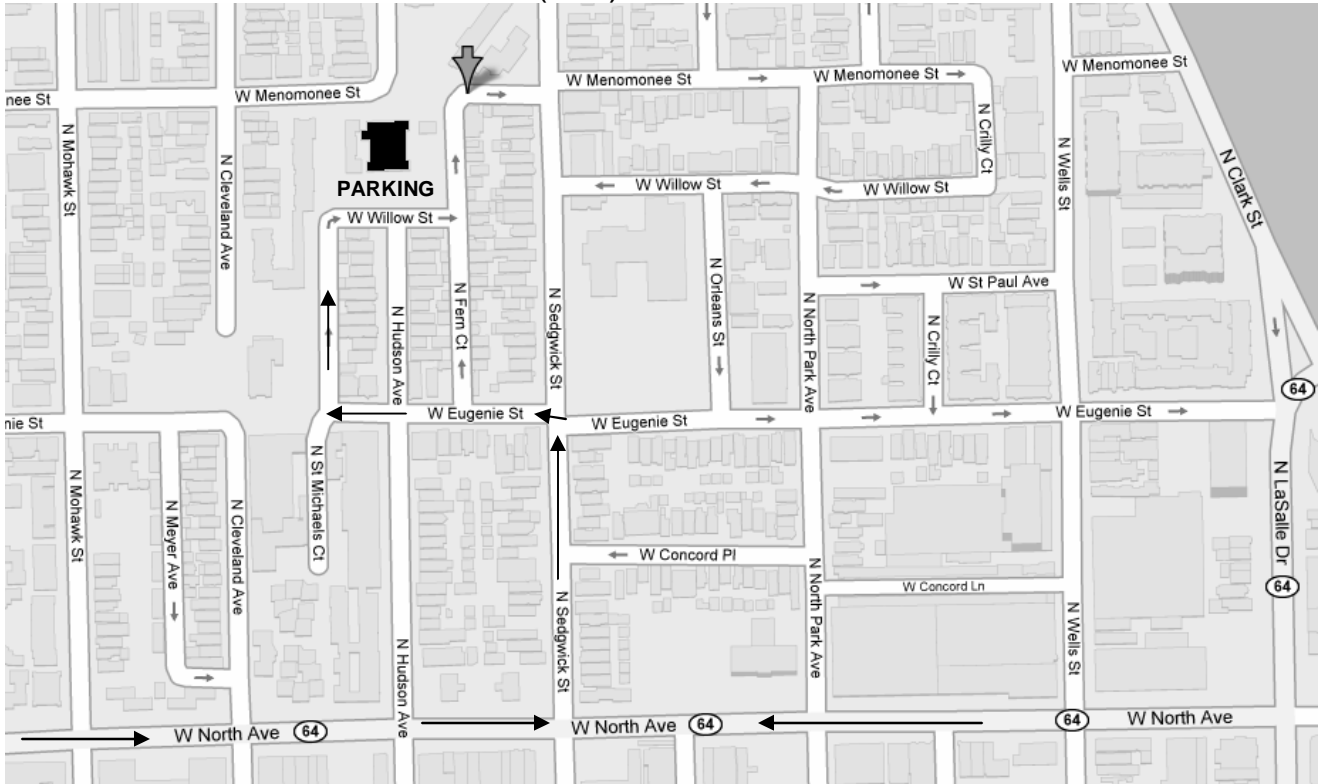 W Menomonee St
W Menomonee St
W Menomonee St
nee St
W Menomonee St
N Mohawk St
N Cleveland Ave
PARKING
N Crilly Ct
N Wells St
N Clark St
W Willow St
W Willow St
W Willow St
N Hudson Ave
N Fern Ct
N Sedgwick St
N Orleans St
N North Park Ave
W St Paul Ave
N Crilly Ct
64
nie St
W Eugenie St
W Eugenie St
W Eugenie St
N Mohawk St
N Meyer Ave
N Cleveland Ave
N St Michaels Ct
N LaSalle Dr
W Concord Pl
W Concord Ln
64
N Hudson Ave
N Sedgwick St
N North Park Ave
N Wells St
W North Ave 64
W North Ave 64
64 W North Ave